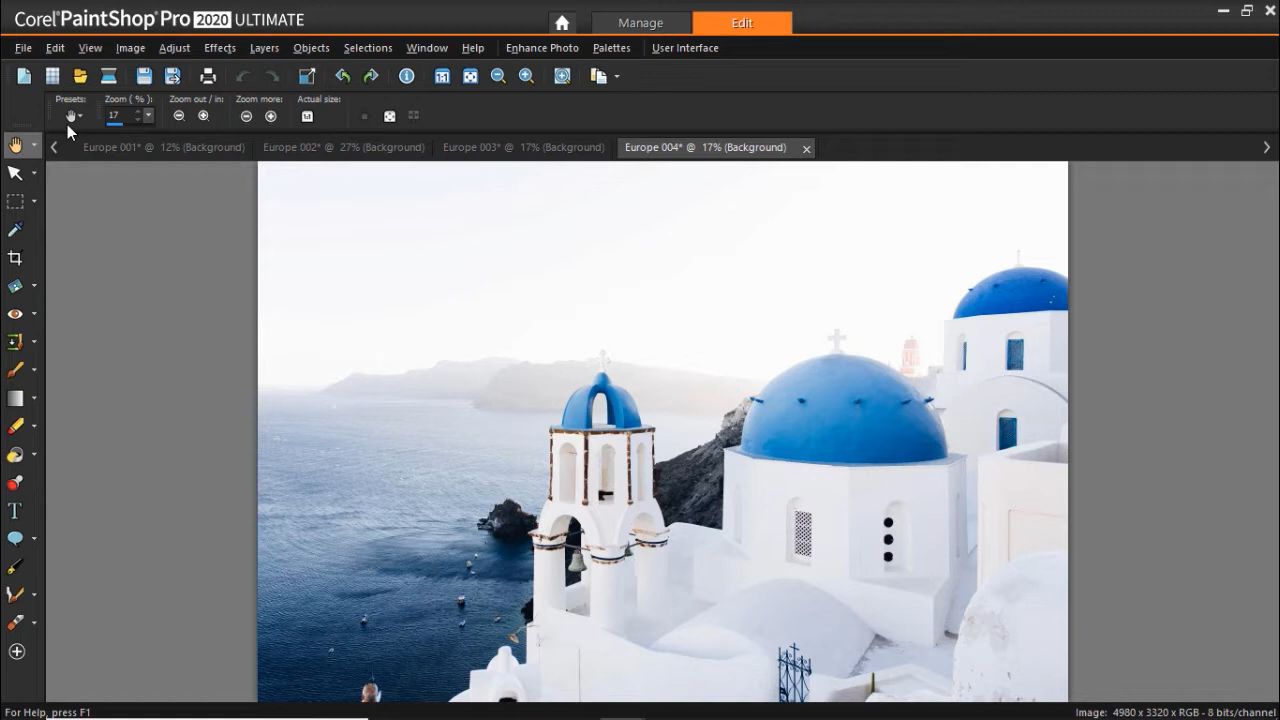 Corel® PaintShop® Pro 2020 ULTIMATE
Manage
Edit
File Edit View Image Adjust Effects Layers Objects Selections Window Help Enhance Photo Palettes User Interface
Presets: Zoom ( % ): Zoom out / in: Zoom more: Actual size:
17
Europe 001* @ 12% (Background) Europe 002* @ 27% (Background) Europe 003* @ 17% (Background) Europe 004* @ 17% (Background)
For Help, press F1
Image: 4980 x 3320 x RGB - 8 bits/channel